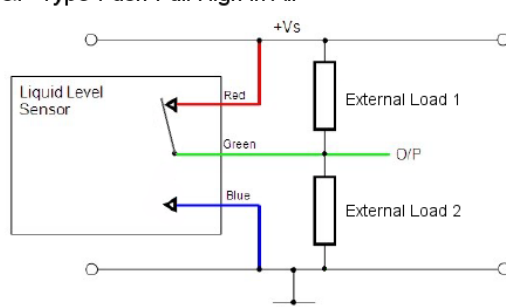 Type Push-Pull High In Air
+Vs
Liquid Level
Sensor
Red
External Load 1
Green
O/P
Blue
External Load 2